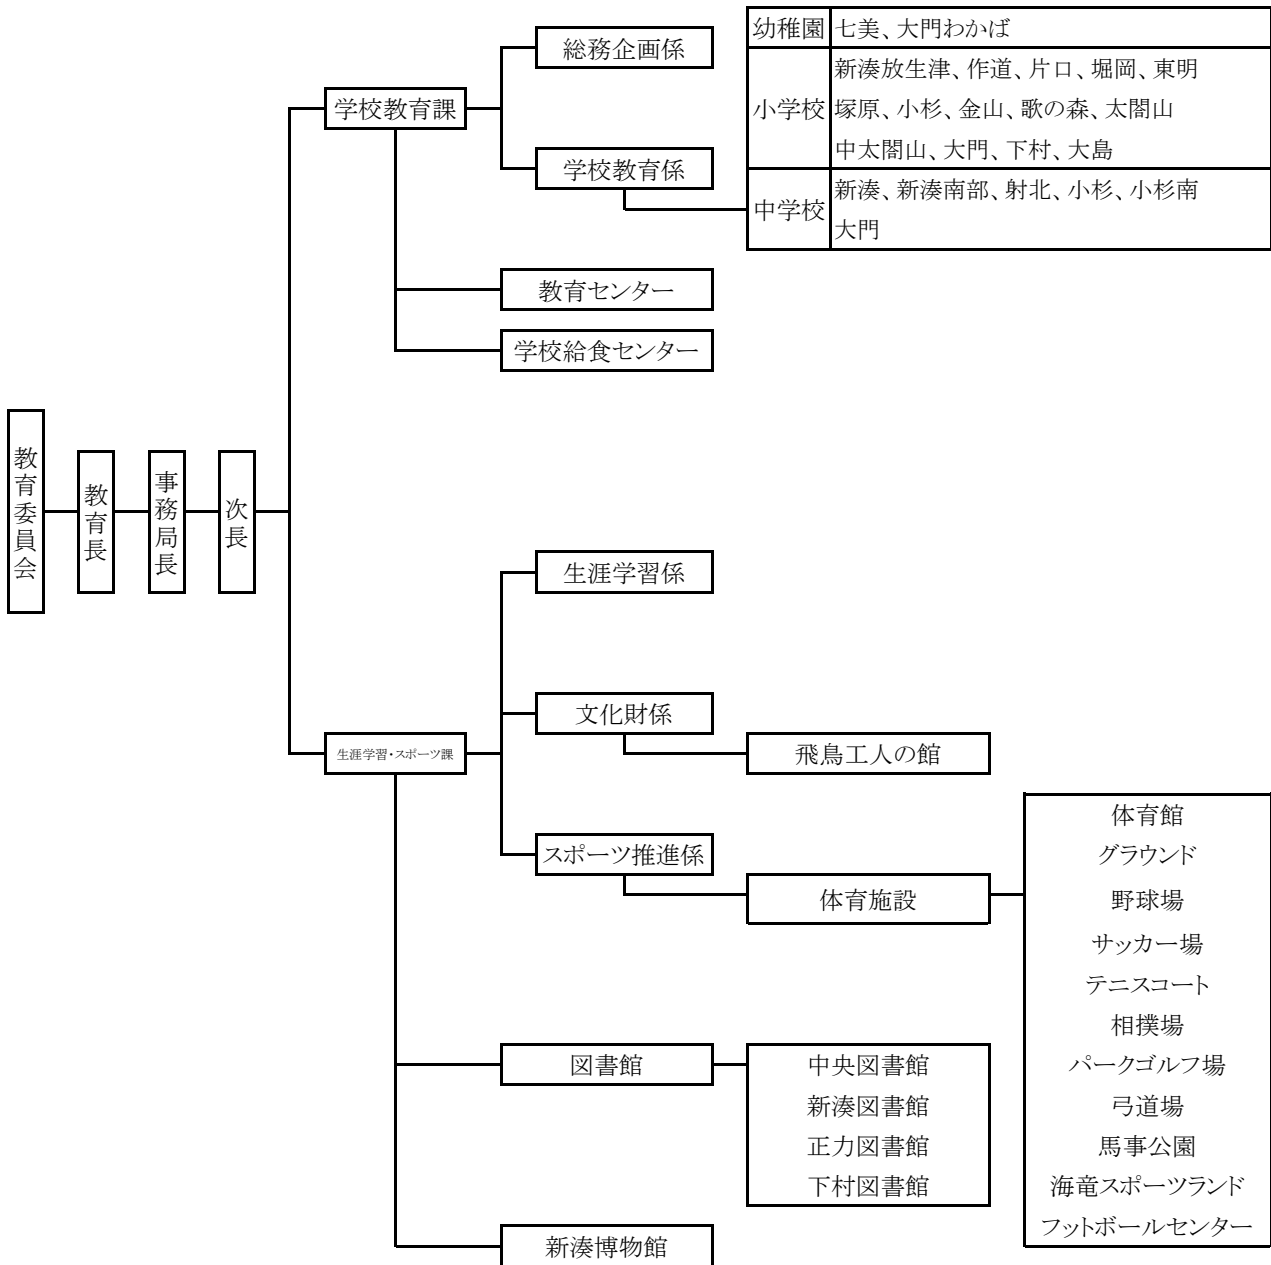 教育委員会
教育長
事務局長
次長
学校教育課
総務企画係
学校教育係
幼稚園 七美、大門わかば
小学校
新湊放生津、作道、片口、堀岡、東明
塚原、小杉、金山、歌の森、太閤山
中太閤山、大門、下村、大島
中学校
新湊、新湊南部、射北、小杉、小杉南
大門
教育センター
学校給食センター
生涯学習・スポーツ課
生涯学習係
文化財係
飛鳥工人の館
スポーツ推進係
体育施設
体育館
グラウンド
野球場
サッカー場
テニスコート
相撲場
パークゴルフ場
弓道場
馬事公園
海竜スポーツランド
フットボールセンター
図書館
中央図書館
新湊図書館
正力図書館
下村図書館
新湊博物館